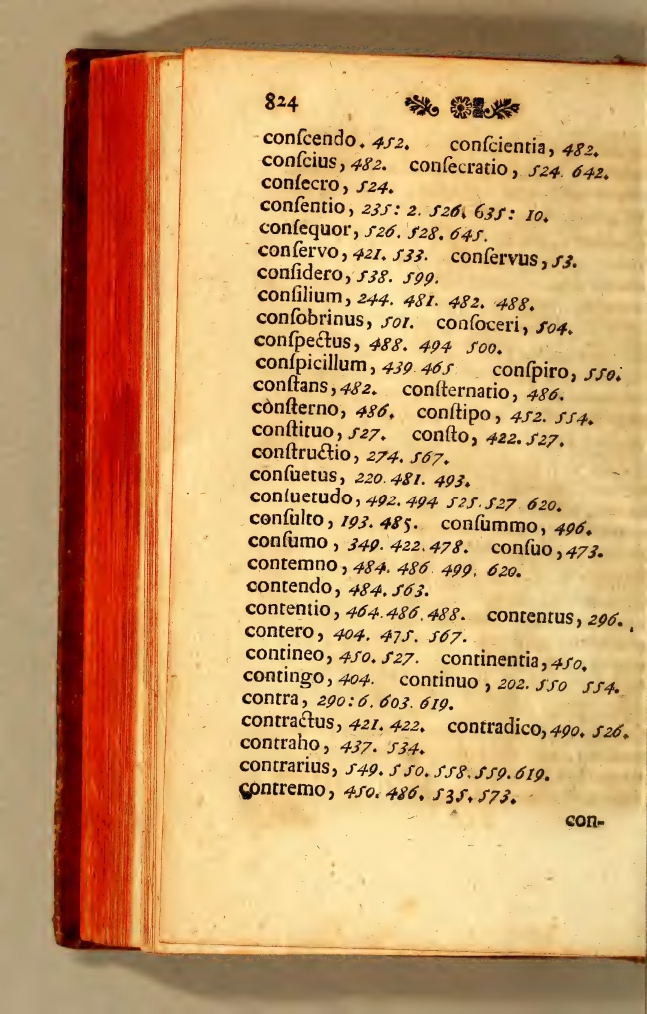 824
conſcendo. 452. conſcientia, 482.
conſcius, 482. conſecratio, 524. 642.
conſecro, 524.
conſentio, 235: 2. 526. 635: 10.
conſequor, 526. 528. 645.
conſervo, 421. 533. conſervus, 53.
conſidero, 538. 599.
conſilium, 244. 481. 482. 488.
conſobrinus, 501. conſoceri, 504.
conſpectus, 488. 494 500.
conſpicillum, 439. 465 conſpiro, 550.
conſtans, 482. conſternatio, 486.
cònſterno, 486. conſtipo, 452. 554.
conſtituo, 527. conſto, 422. 527.
conſtructio, 274. 567.
conſuetus, 220. 481. 493.
conſuetudo, 492. 494 525. 527 620.
conſulto, 193. 485. conſummo, 496.
conſumo, 349. 422. 478. conſuo, 473.
contemno, 484. 486 499. 620.
contendo, 484. 563.
contentio, 464. 486. 488. contentus, 296.
contero, 404. 475. 567.
contineo, 450. 527. continentia, 450.
contingo, 404. continuo, 202. 550 554.
contra, 290: 6. 603. 619.
contractus, 421. 422. contradico, 490. 526.
contraho, 437. 534.
contrarius, 549. 550. 558. 559. 619.
contremo, 450. 486. 535. 573.
con-